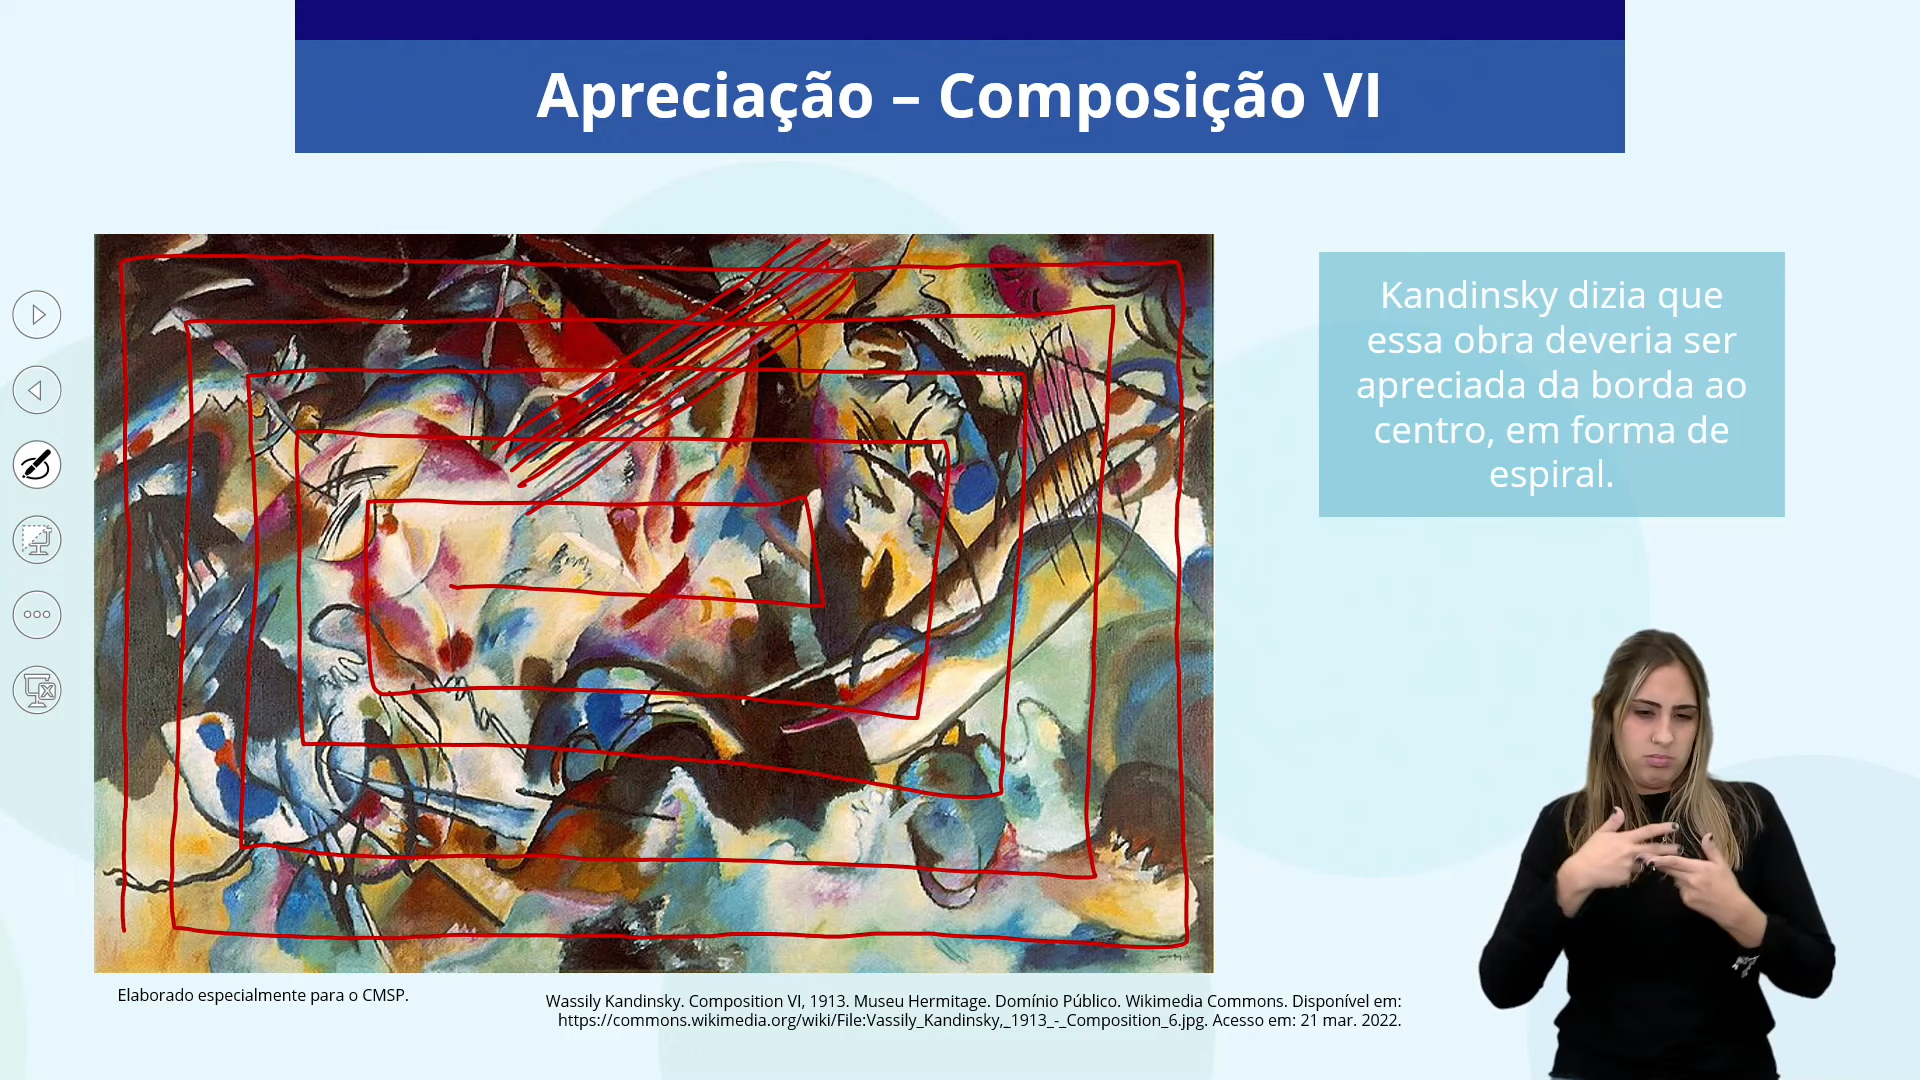 Apreciação – Composição VI
Kandinsky dizia que
essa obra deveria ser
apreciada da borda ao
centro, em forma de
espiral.
Elaborado especialmente para o CMSP.
Wassily Kandinsky. Composition VI, 1913. Museu Hermitage. Domínio Público. Wikimedia Commons. Disponível em:
https://commons.wikimedia.org/wiki/File:Vassily_Kandinsky,_1913_-_Composition_6.jpg. Acesso em: 21 mar. 2022.